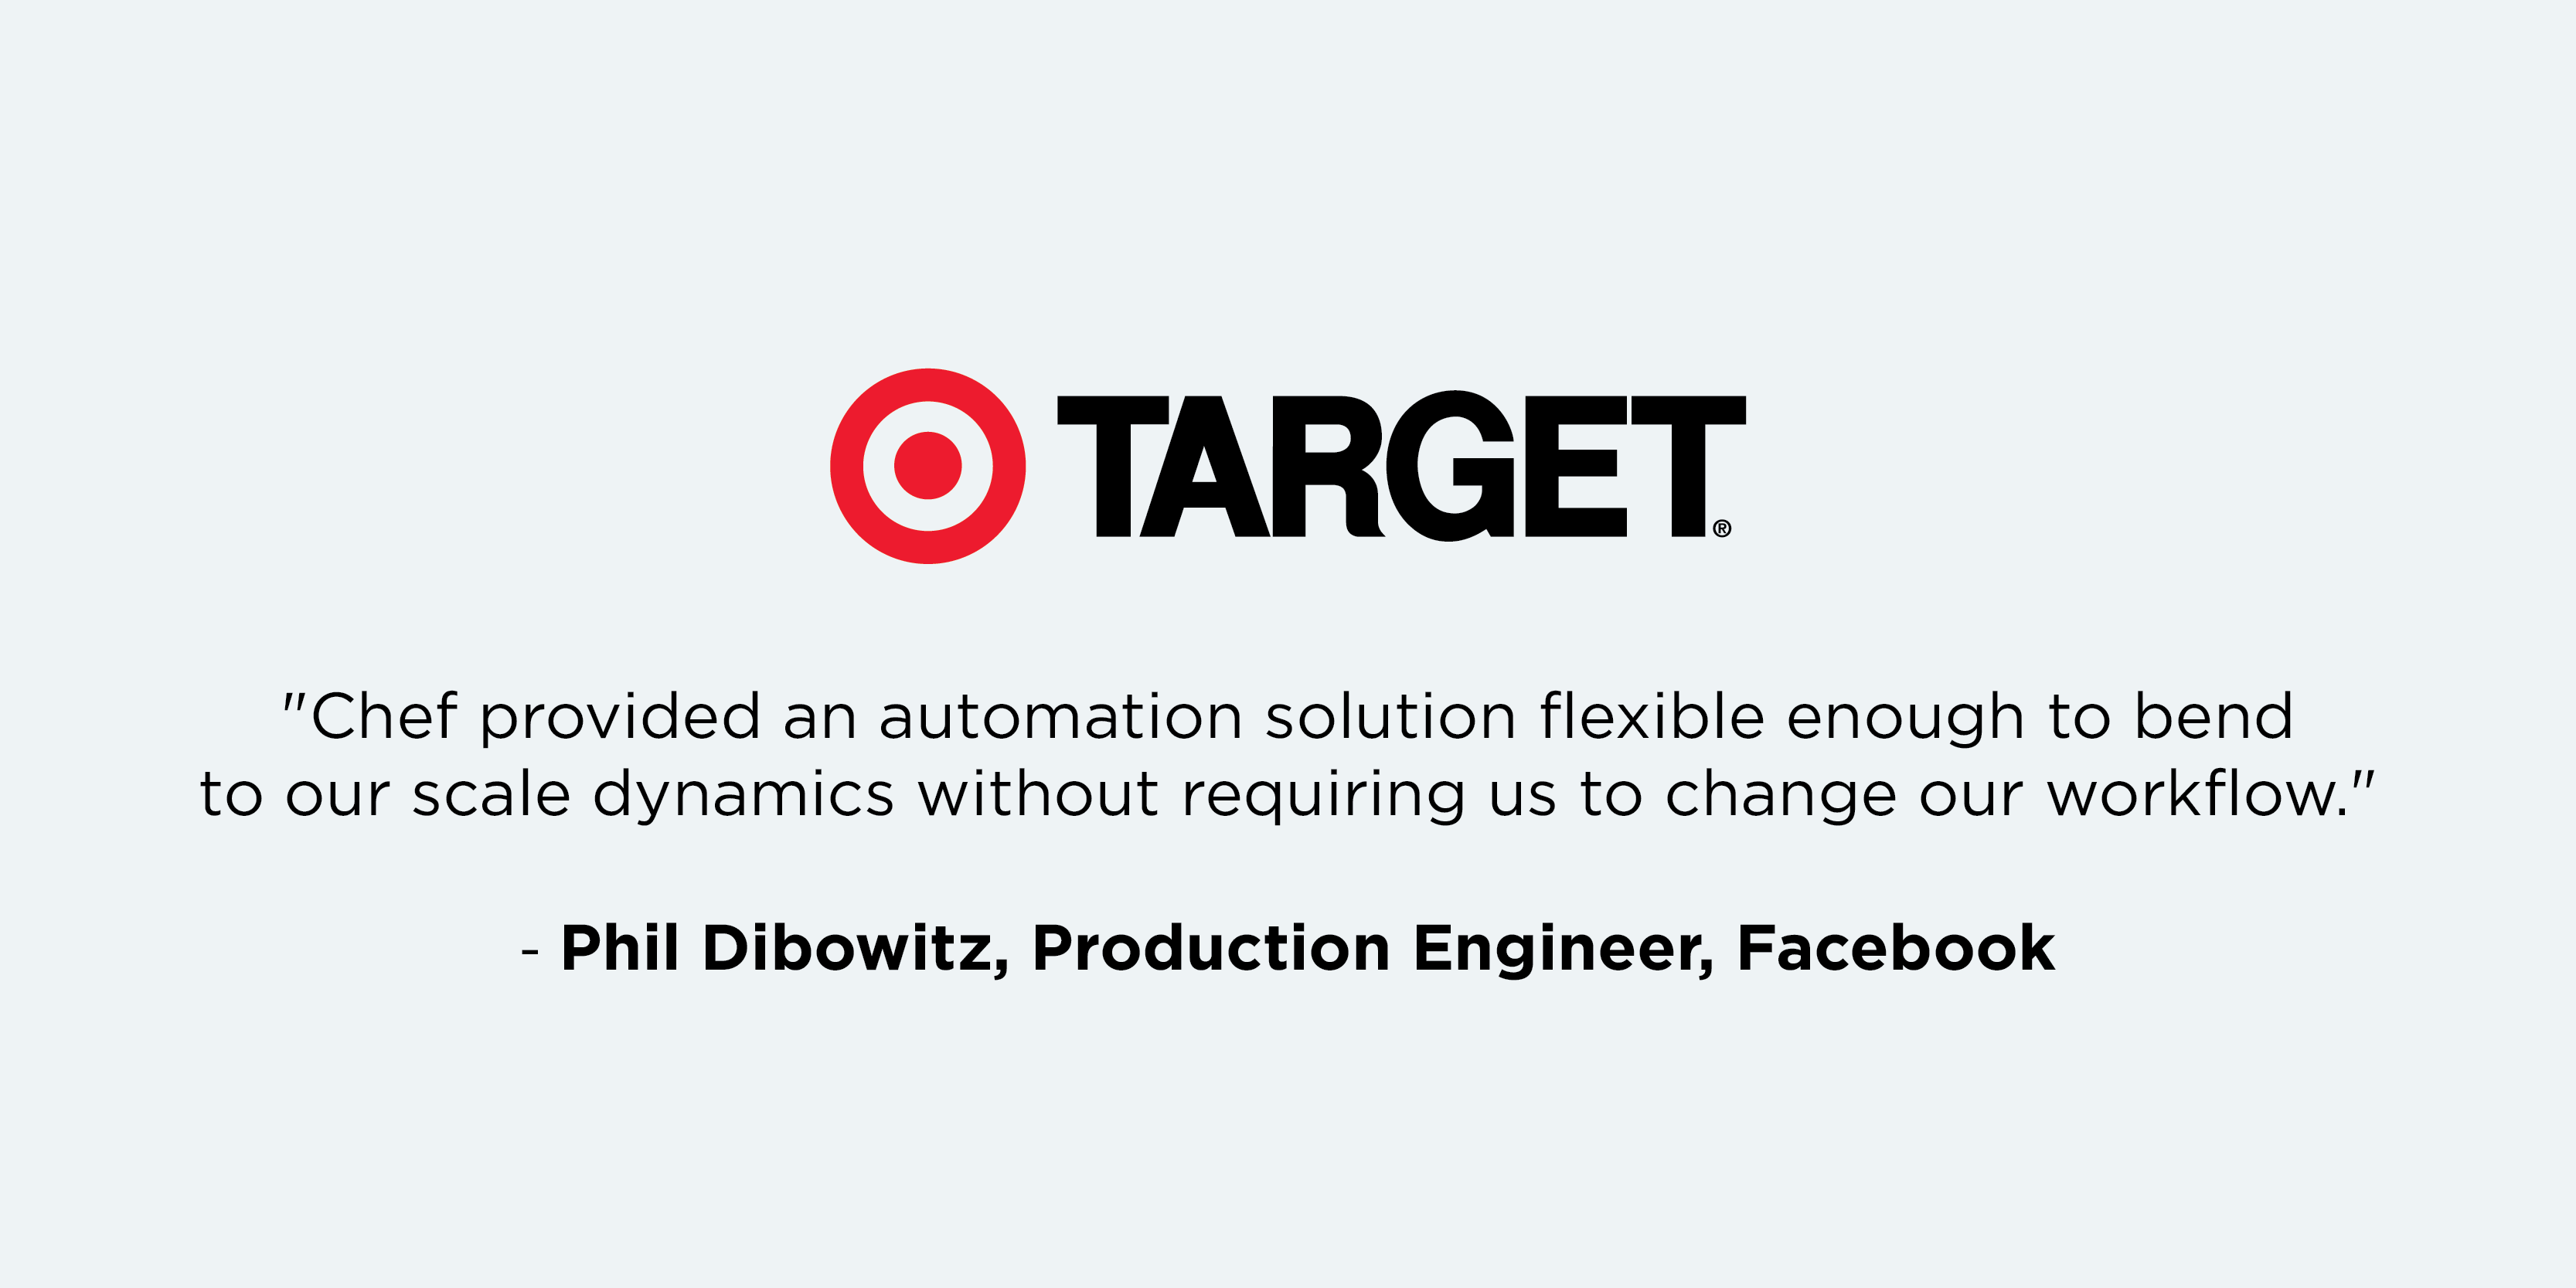 TARGET®
"Chef provided an automation solution flexible enough to bend
to our scale dynamics without requiring us to change our workflow."
- Phil Dibowitz, Production Engineer, Facebook